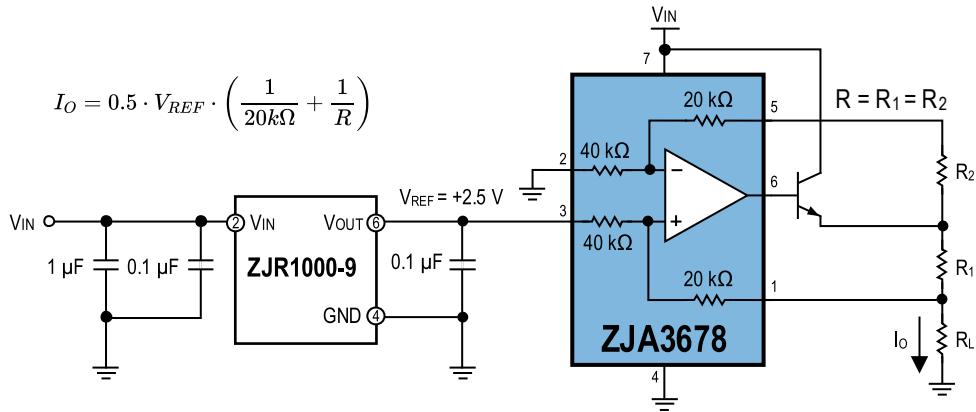 I_O = 0.5 · V_REF · (1/20kΩ + 1/R)
VIN
7
20 kΩ
5
R = R1 = R2
2
40 kΩ
−
6
R2
VREF = +2.5 V
3
+
40 kΩ
VIN
2
VIN
VOUT
6
ZJR1000-9
1 µF
0.1 µF
0.1 µF
GND
4
20 kΩ
1
R1
ZJA3678
IO
RL
4